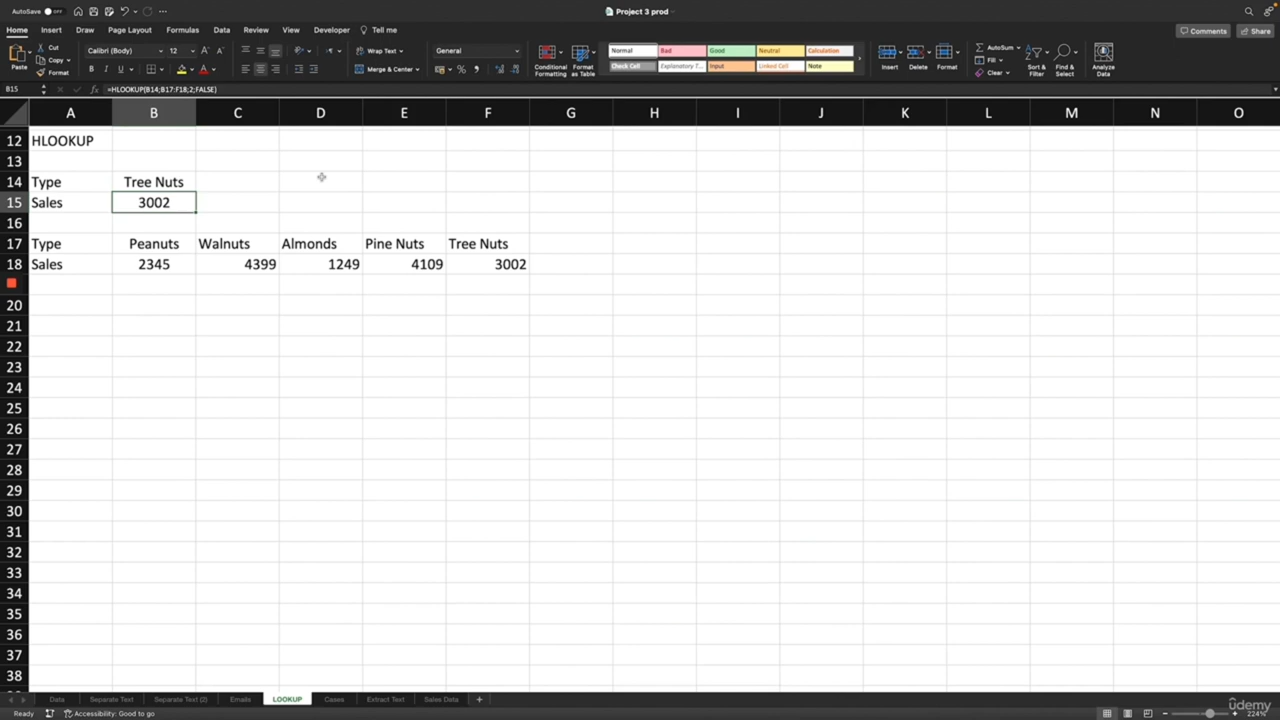 AutoSave OFF
Project 3 prod
Home Insert Draw Page Layout Formulas Data Review View Developer Tell me
Comments Share
Paste Cut Copy Format
Calibri (Body) 12
B I U
Wrap Text
Merge & Center
General
Conditional Formatting
Format as Table
Normal Bad Good Neutral Calculation
Check Cell Explanatory T... Input Linked Cell Note
Insert Delete Format
AutoSum Fill Clear
Sort & Filter
Find & Select
Analyze Data
B15 fx =HLOOKUP(B14;B17:F18;2;FALSE)
A B C D E F G H I J K L M N O
12 HLOOKUP
13
14 Type Tree Nuts
15 Sales 3002
16
17 Type Peanuts Walnuts Almonds Pine Nuts Tree Nuts
18 Sales 2345 4399 1249 4109 3002
20
21
22
23
24
25
26
27
28
29
30
31
32
33
34
35
36
37
38
Data Separate Text Separate Text (2) Emails LOOKUP Cases Extract Text Sales Data +
Ready Accessibility: Good to go 224%
udemy